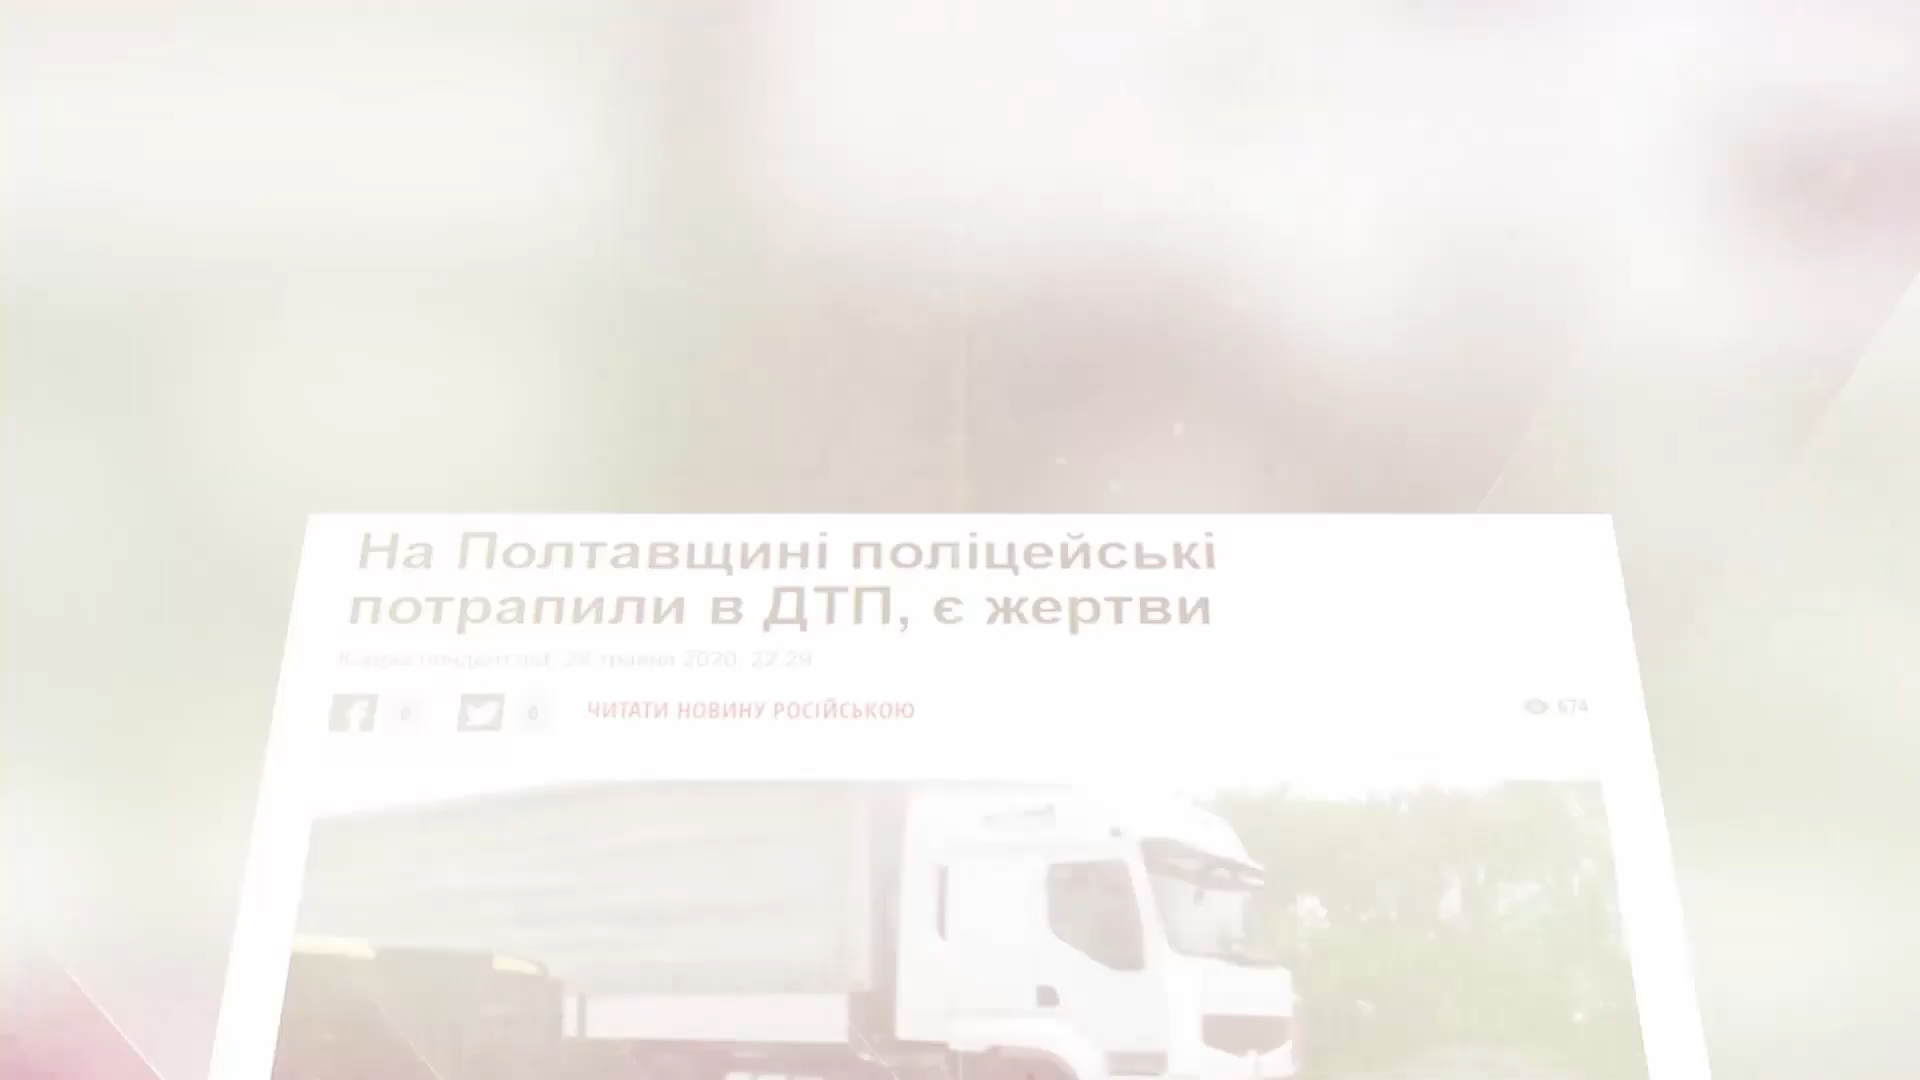 На Полтавщині поліцейські
потрапили в ДТП, є жертви
28 травня 2020, 22:29
0 0 ЧИТАТИ НОВИНУ РОСІЙСЬКОЮ 674